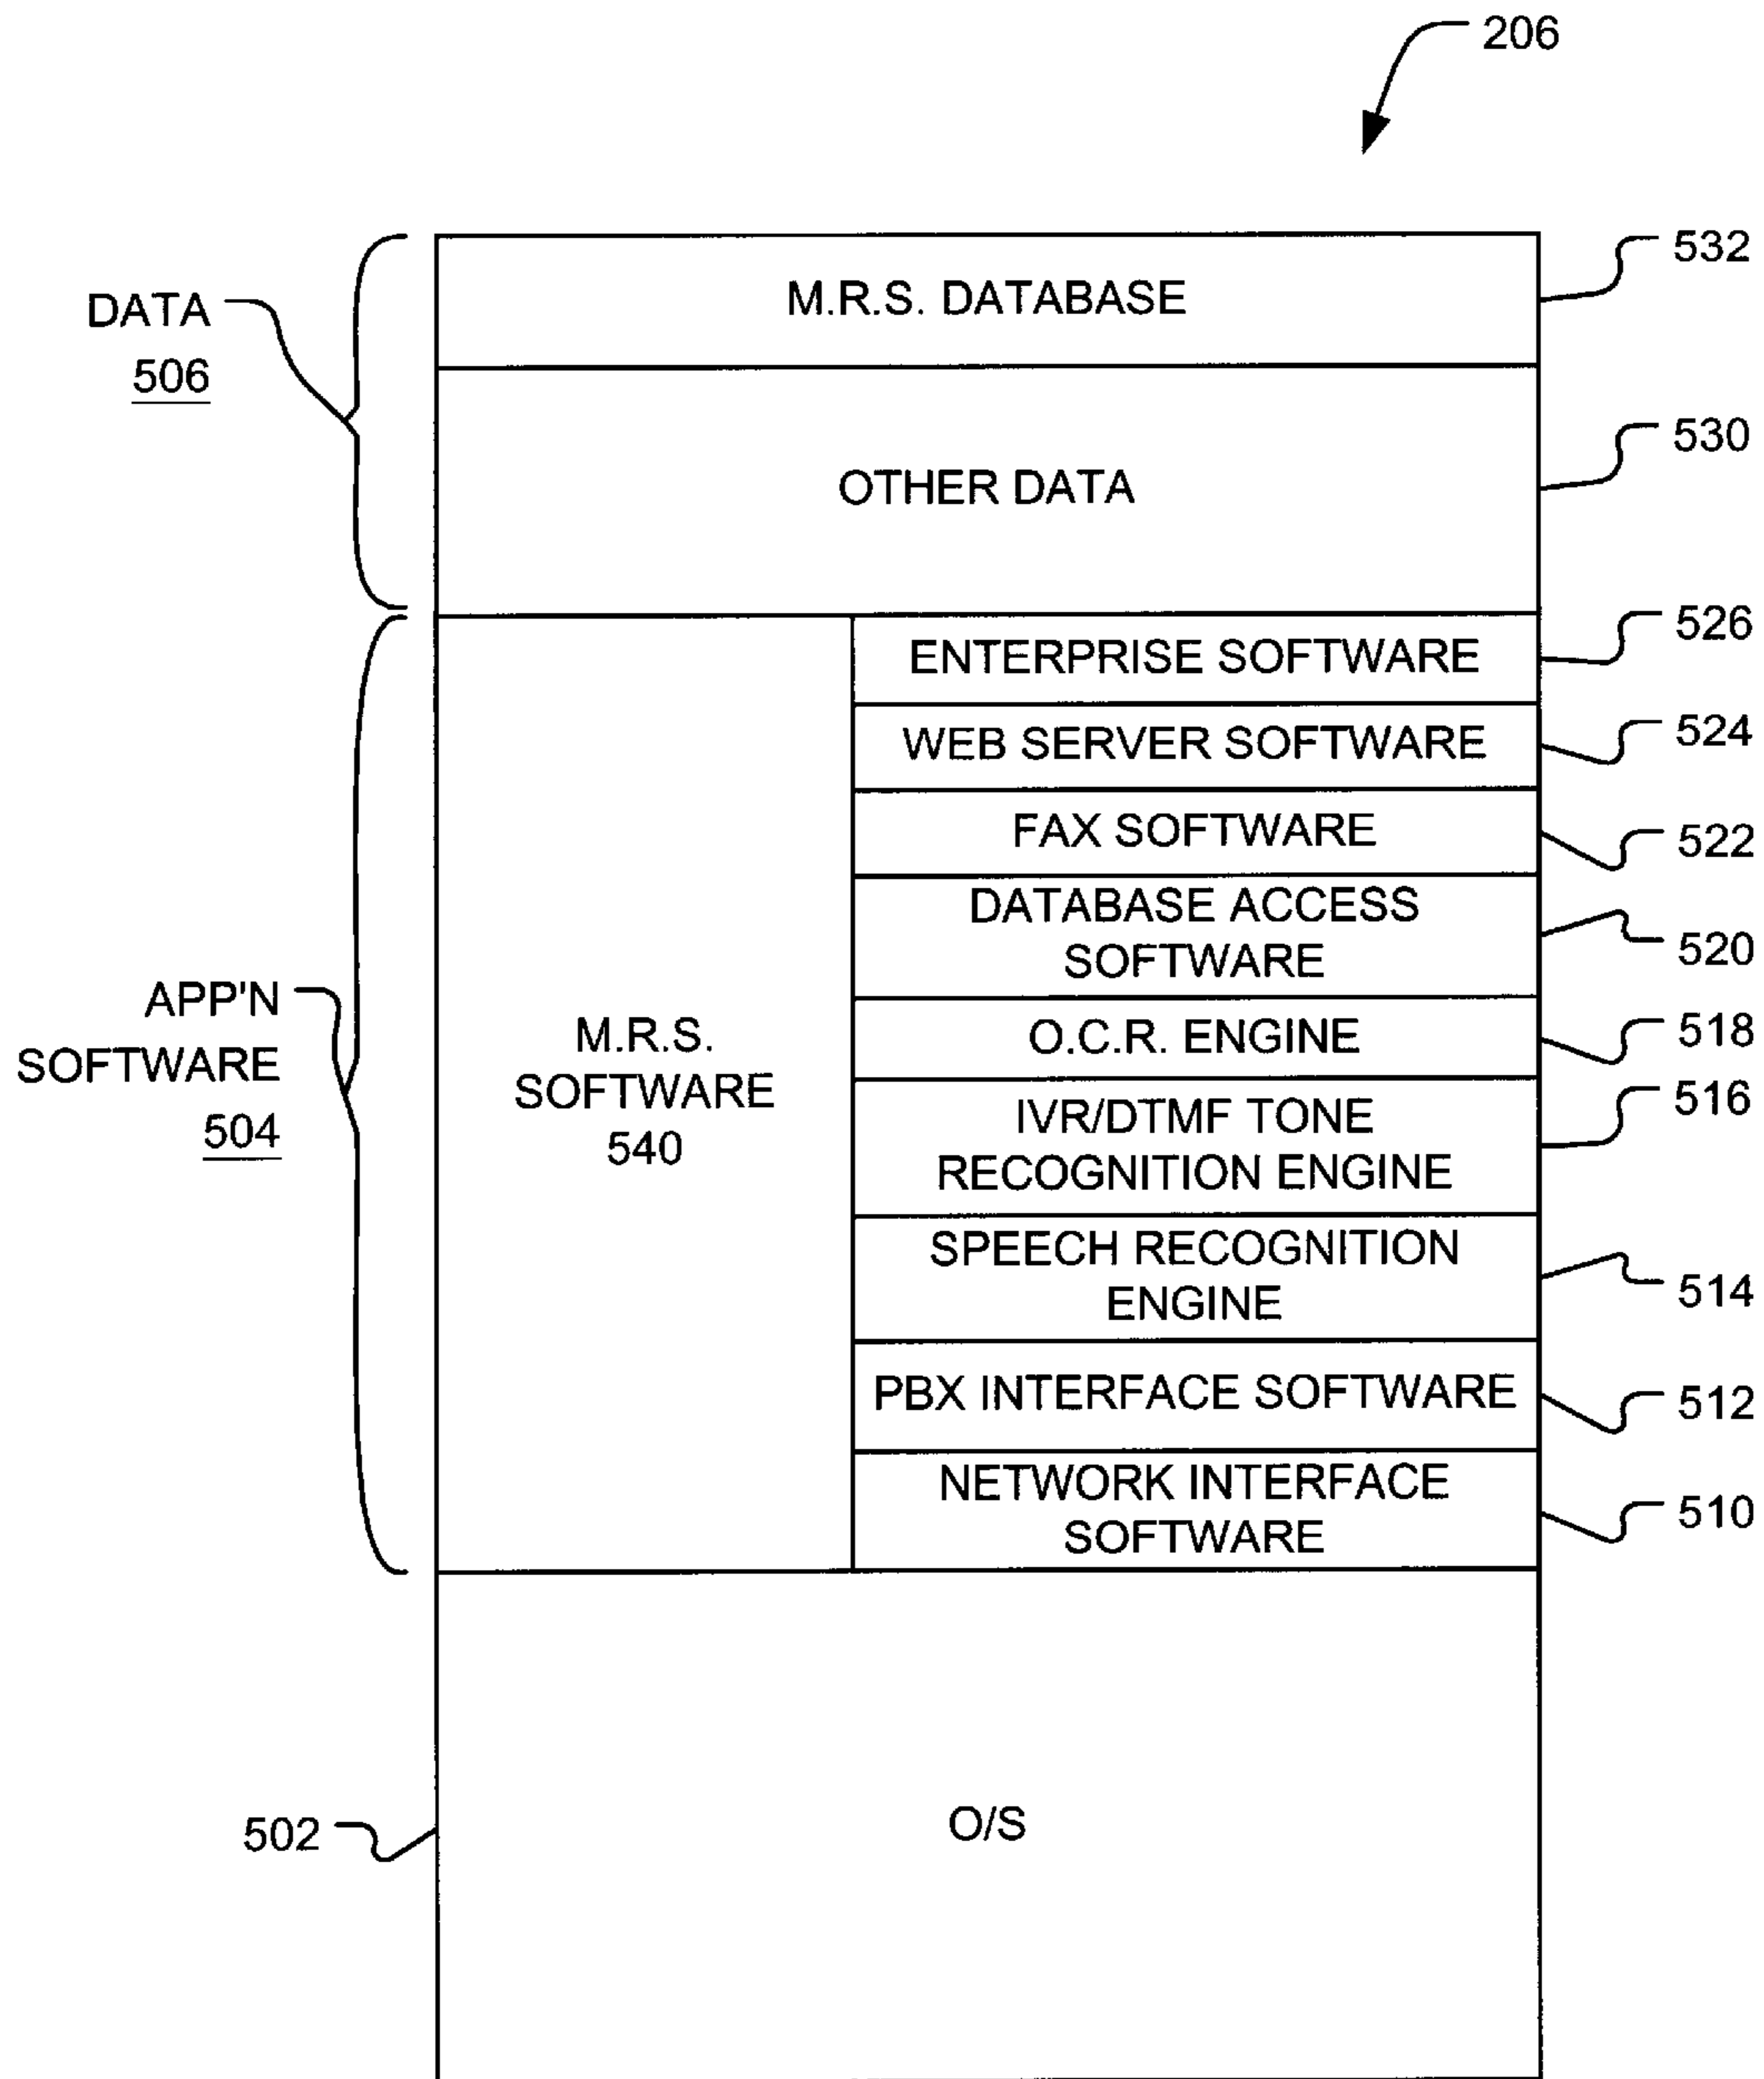 206
M.R.S. DATABASE
532
DATA
506
OTHER DATA
530
ENTERPRISE SOFTWARE
526
WEB SERVER SOFTWARE
524
FAX SOFTWARE
522
DATABASE ACCESS
SOFTWARE
520
APP'N
SOFTWARE
504
M.R.S.
SOFTWARE
540
O.C.R. ENGINE
518
IVR/DTMF TONE
RECOGNITION ENGINE
516
SPEECH RECOGNITION
ENGINE
514
PBX INTERFACE SOFTWARE
512
NETWORK INTERFACE
SOFTWARE
510
502
O/S